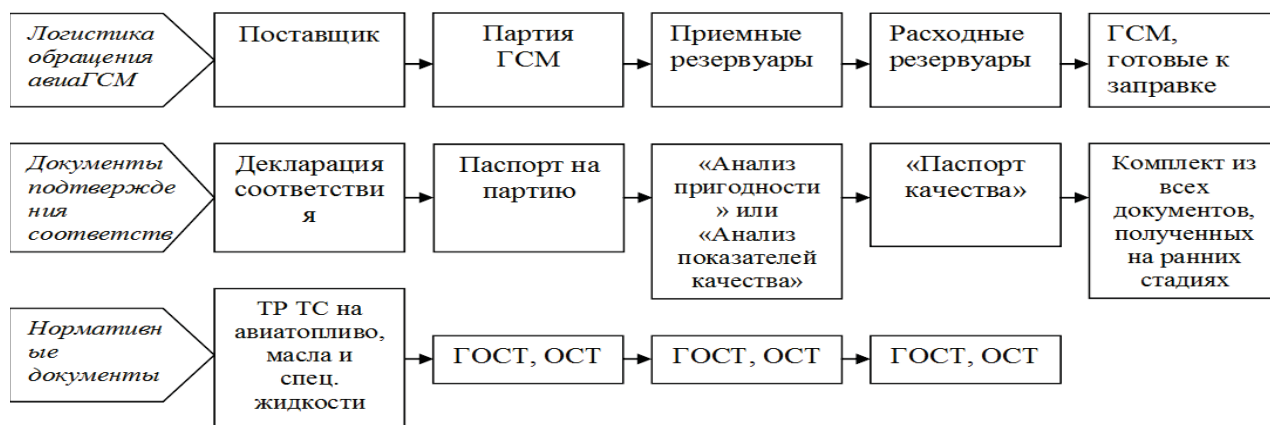 Логистика
обращения
авиаГСМ
Поставщик
Партия
ГСМ
Приемные
резервуары
Расходные
резервуары
ГСМ,
готовые к
заправке
Документы
подтвержде
ния
соответств
Декларация
соответстви
я
Паспорт на
партию
«Анализ
пригодности
» или
«Анализ
показателей
качества»
«Паспорт
качества»
Комплект из
всех
документов,
полученных
на ранних
стадиях
Нормативн
ые
документы
ТР ТС на
авиатопливо,
масла и
спец.
жидкости
ГОСТ, ОСТ
ГОСТ, ОСТ
ГОСТ, ОСТ